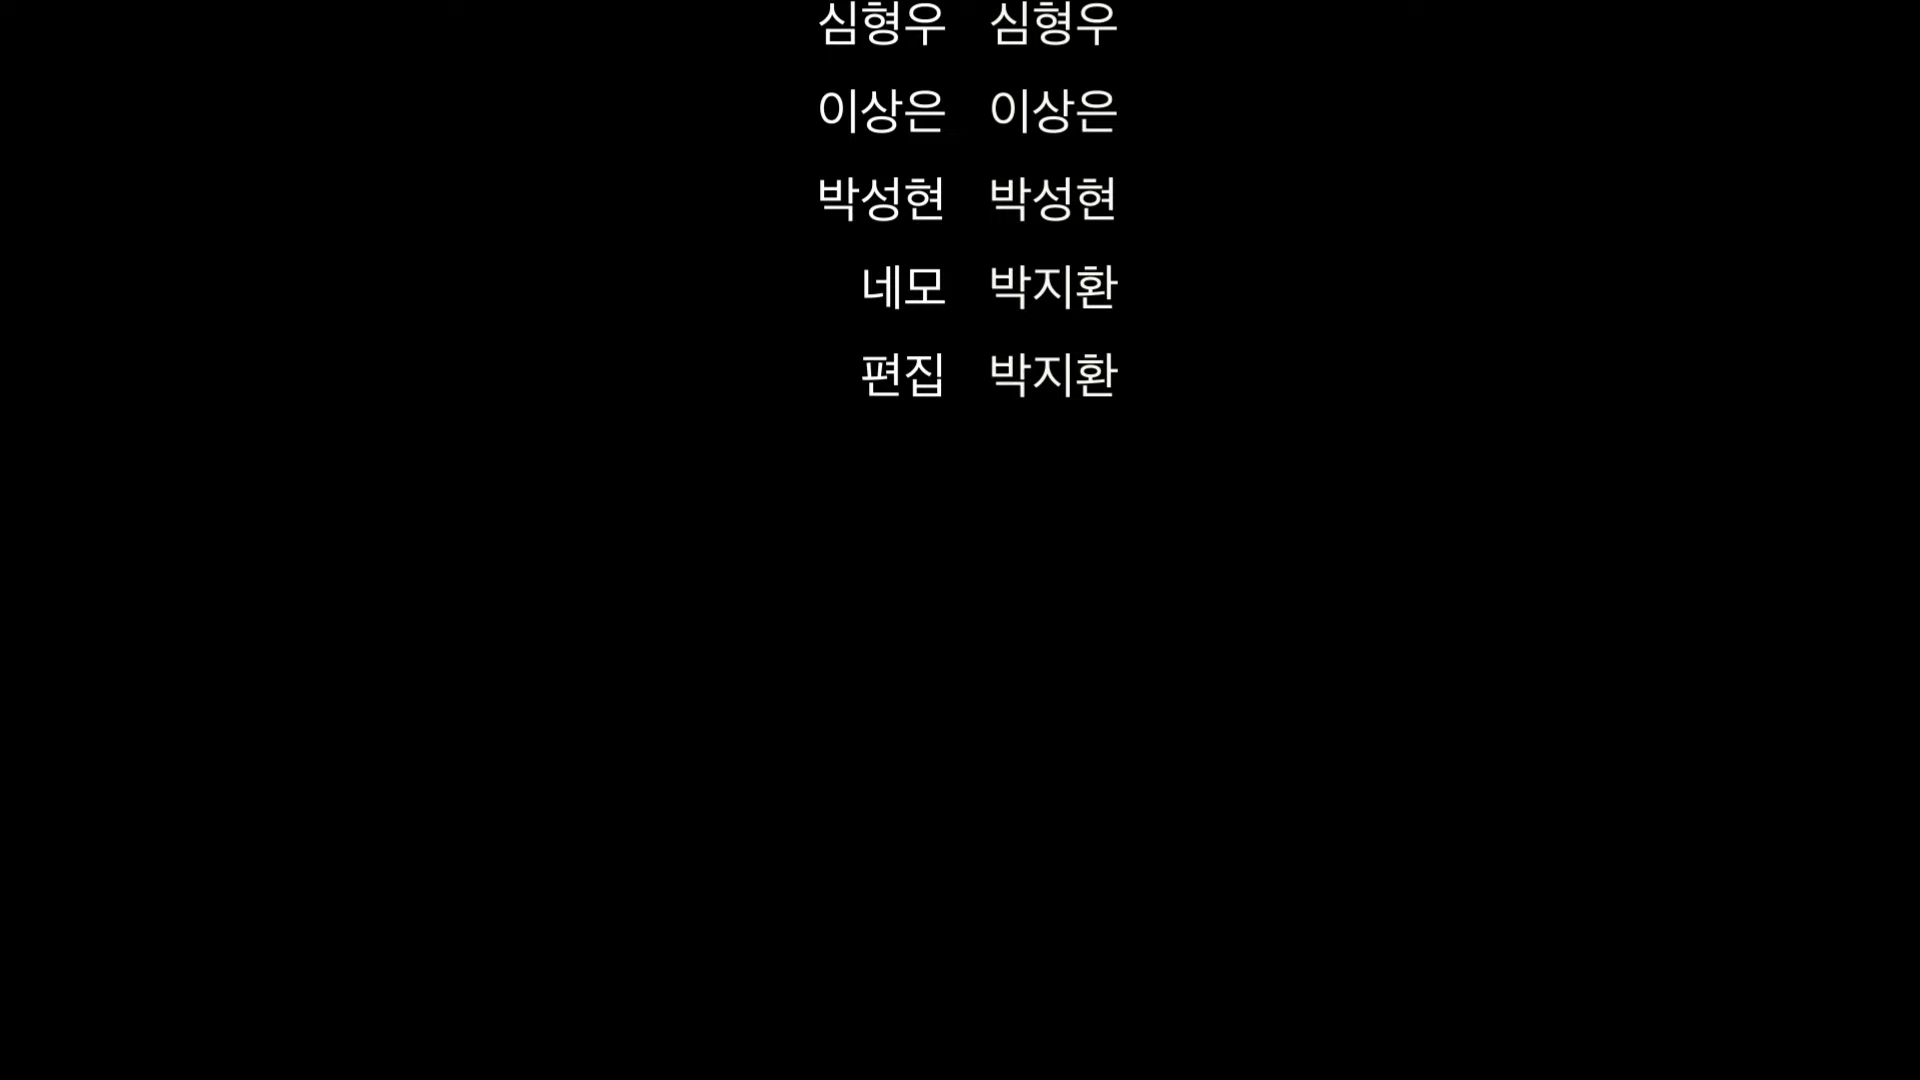 심형우 심형우
이상은 이상은
박성현 박성현
네모 박지환
편집 박지환